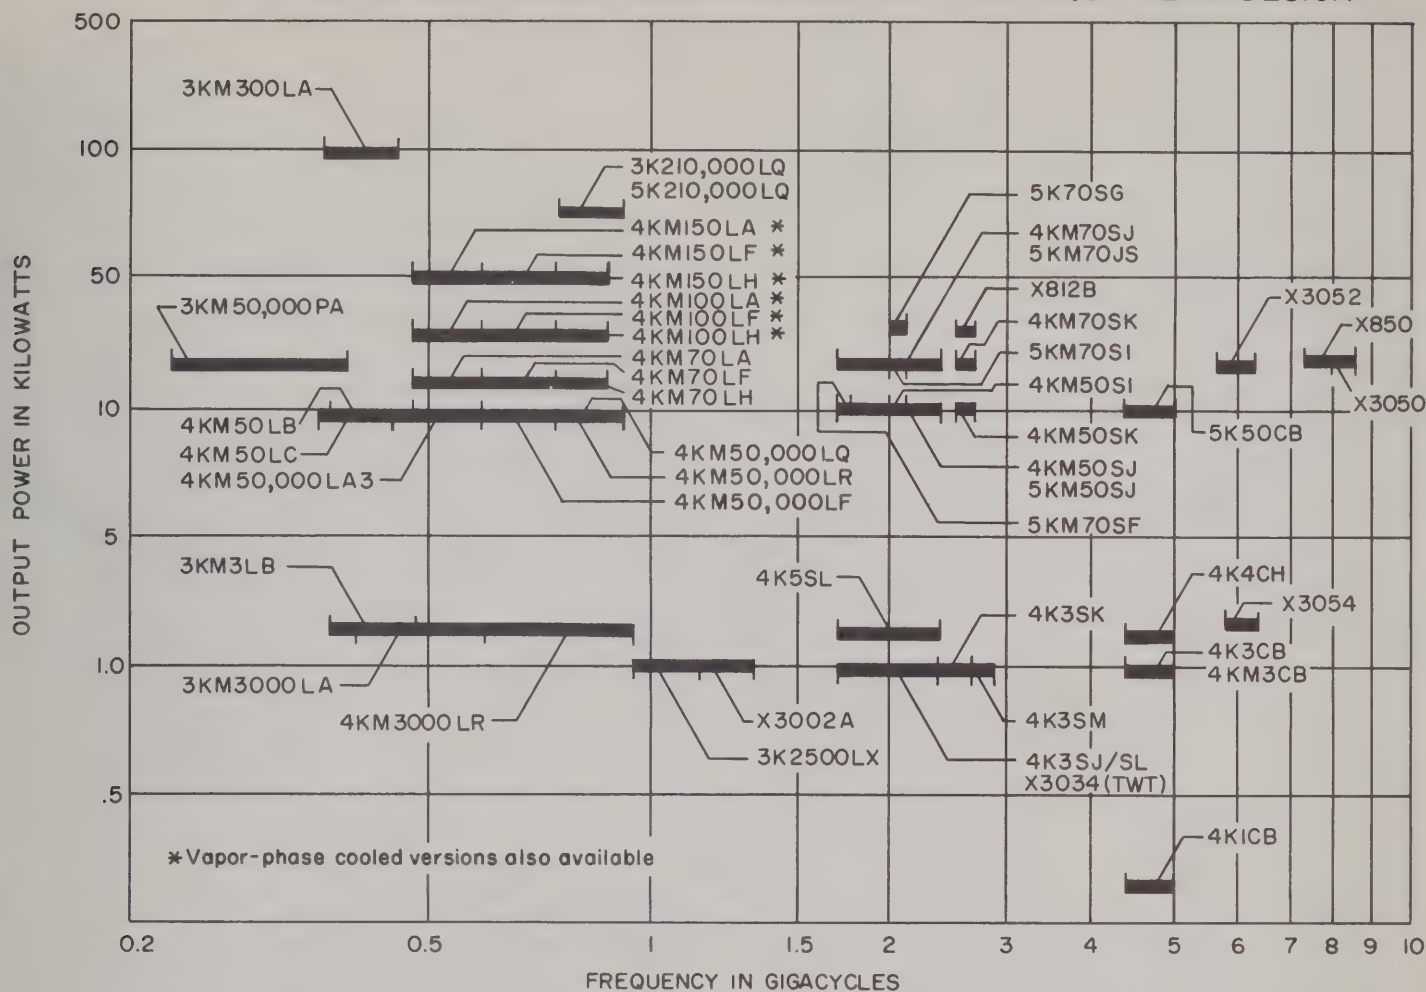 500
3KM300LA
100
3K210,000LQ
5K210,000LQ
5K70SG
4KM150LA *
4KM70SJ
5KM70JS
4KM150LF *
50
4KM150LH *
X812B
X3052
3KM50,000PA
4KM100LA *
4KM100LF *
4KM100LH *
4KM70SK
X850
4KM70LA
5KM70SI
4KM70LF
4KM70LH
4KM50SI
X3050
10
4KM50LB
4KM50SK
5K50CB
4KM50LC
4KM50,000LQ
4KM50,000LA3
4KM50,000LR
4KM50SJ
5KM50SJ
4KM50,000LF
5KM70SF
5
3KM3LB
4K5SL
4K4CH
4K3SK
X3054
1.0
4K3CB
4KM3CB
3KM3000LA
4KM3000LR
X3002A
4K3SM
3K2500LX
4K3SJ/SL
X3034(TWT)
.5
4K1CB
*Vapor-phase cooled versions also available
0.2 0.5 1 1.5 2 3 4 5 6 7 8 9 10
FREQUENCY IN GIGACYCLES
OUTPUT POWER IN KILOWATTS